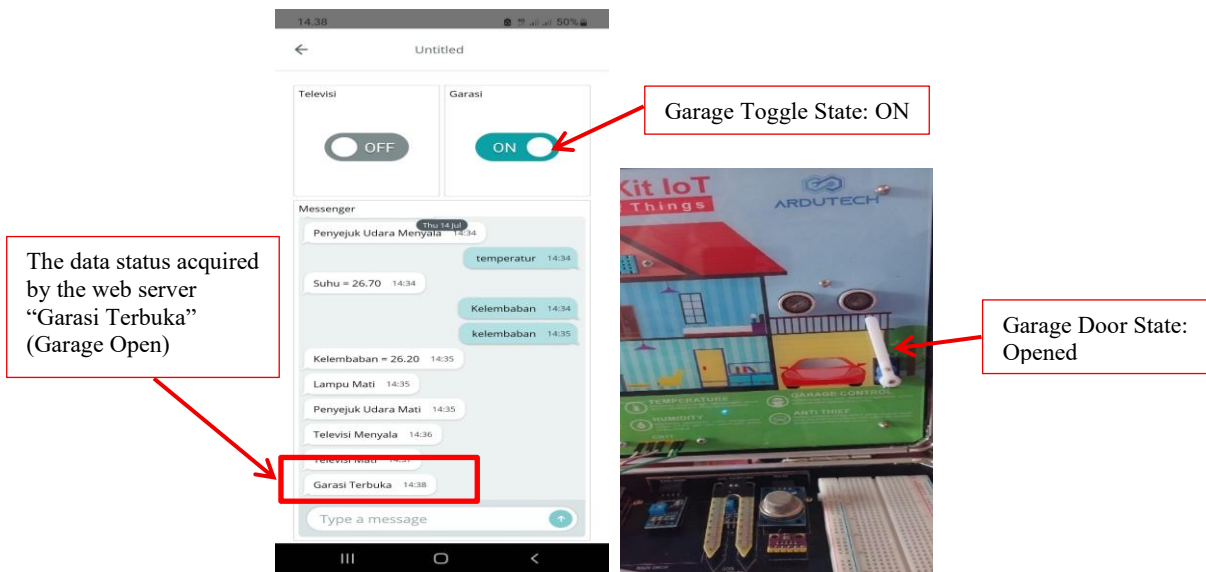 14.38
50%
Untitled
Televisi
Garasi
OFF
ON
Messenger
Thu 14 Jul
Penyejuk Udara Menyala 14:34
temperatur 14:34
Suhu = 26.70 14:34
Kelembaban 14:34
kelembaban 14:35
Kelembaban = 26.20 14:35
Lampu Mati 14:35
Penyejuk Udara Mati 14:35
Televisi Menyala 14:36
Televisi Mati 14:37
Garasi Terbuka 14:38
Type a message
The data status acquired
by the web server
“Garasi Terbuka”
(Garage Open)
Garage Toggle State: ON
Kit IoT
Things
ARDUTECH
TEMPERATURE
GARAGE CONTROL
HUMIDITY
ANTI THIEF
Garage Door State:
Opened